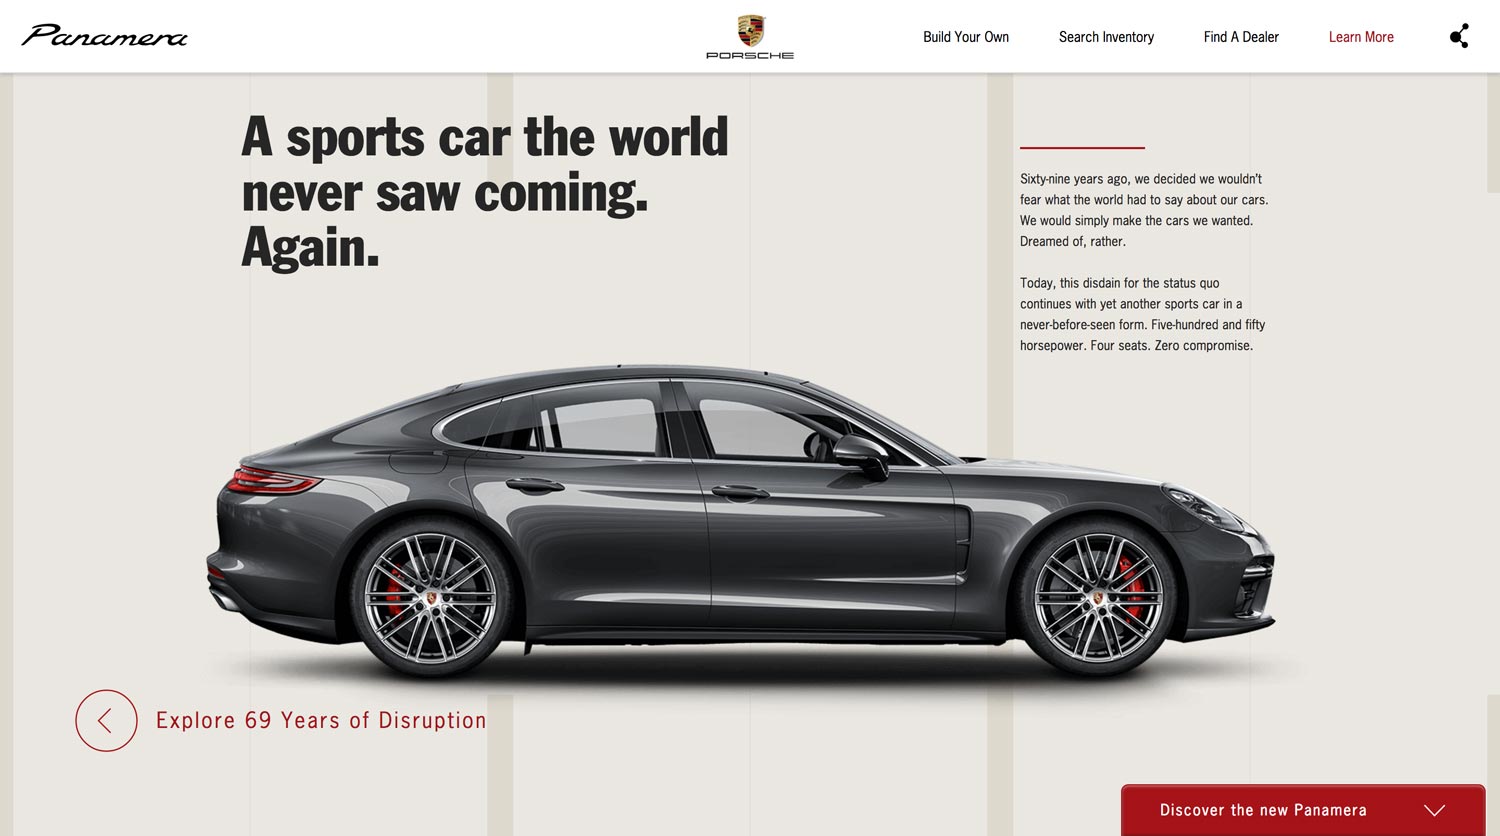 Panamera
PORSCHE
Build Your Own
Search Inventory
Find A Dealer
Learn More
A sports car the world
never saw coming.
Again.
Sixty-nine years ago, we decided we wouldn't
fear what the world had to say about our cars.
We would simply make the cars we wanted.
Dreamed of, rather.
Today, this disdain for the status quo
continues with yet another sports car in a
never-before-seen form. Five-hundred and fifty
horsepower. Four seats. Zero compromise.
Explore 69 Years of Disruption
Discover the new Panamera